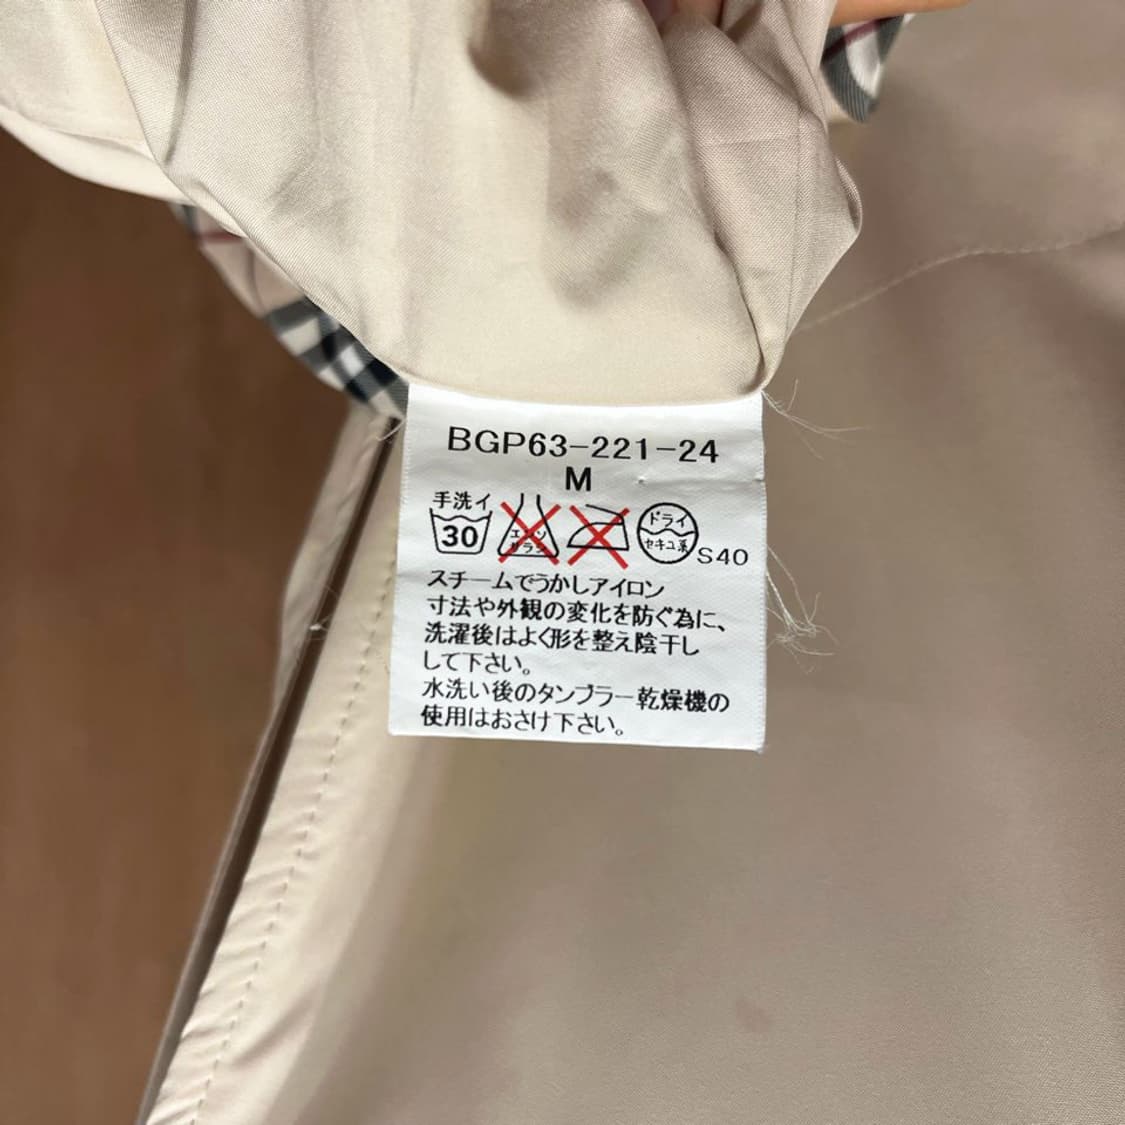 BGP63-221-24
M
手洗イ
30
エンソ
サラシ
ドライ
セキユ系
S40
スチームでうかしアイロン
寸法や外観の変化を防ぐ為に、
洗濯後はよく形を整え陰干し
して下さい。
水洗い後のタンブラー乾燥機の
使用はおさけ下さい。